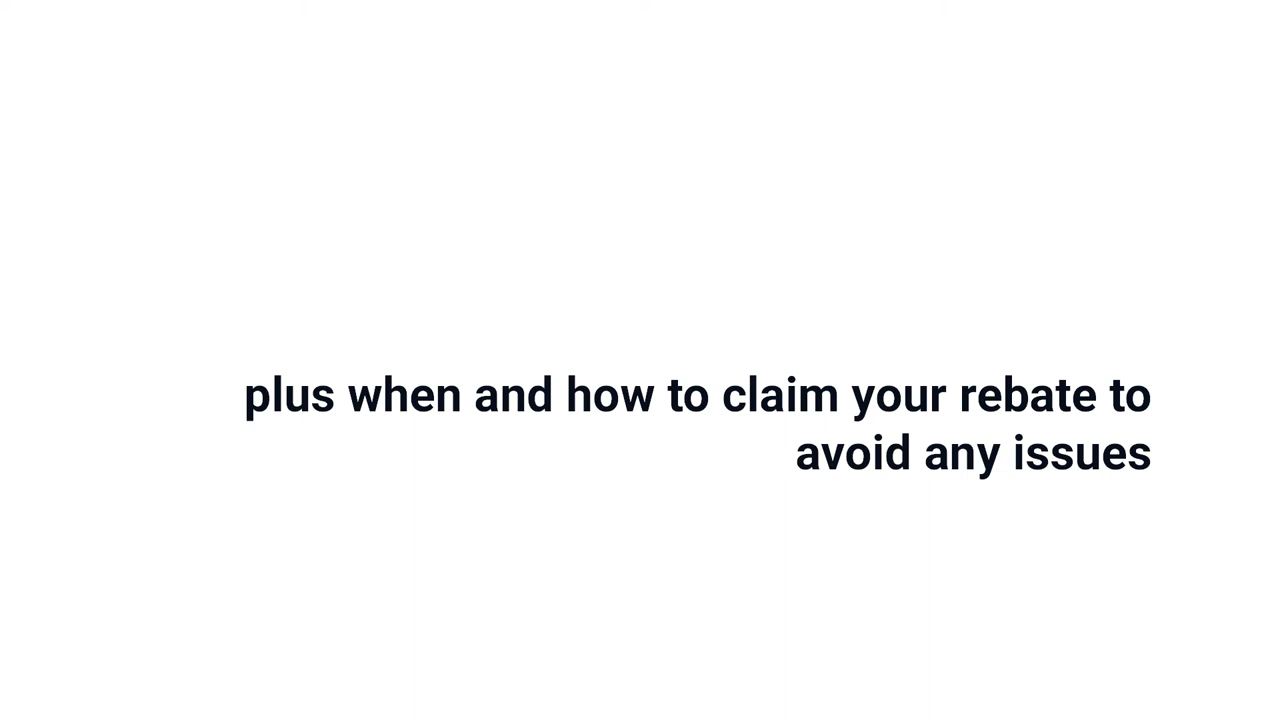 plus when and how to claim your rebate to
avoid any issues